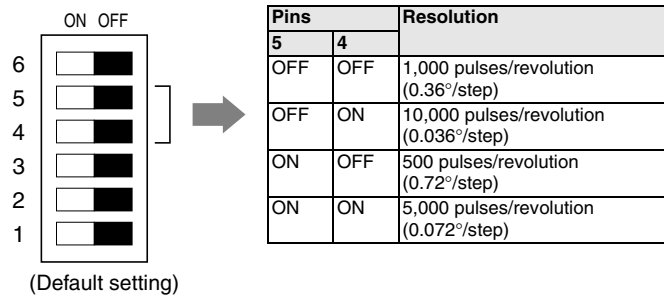 ON OFF
6
5
4
3
2
1
(Default setting)
Pins Resolution
5 4
OFF OFF 1,000 pulses/revolution
(0.36°/step)
OFF ON 10,000 pulses/revolution
(0.036°/step)
ON OFF 500 pulses/revolution
(0.72°/step)
ON ON 5,000 pulses/revolution
(0.072°/step)